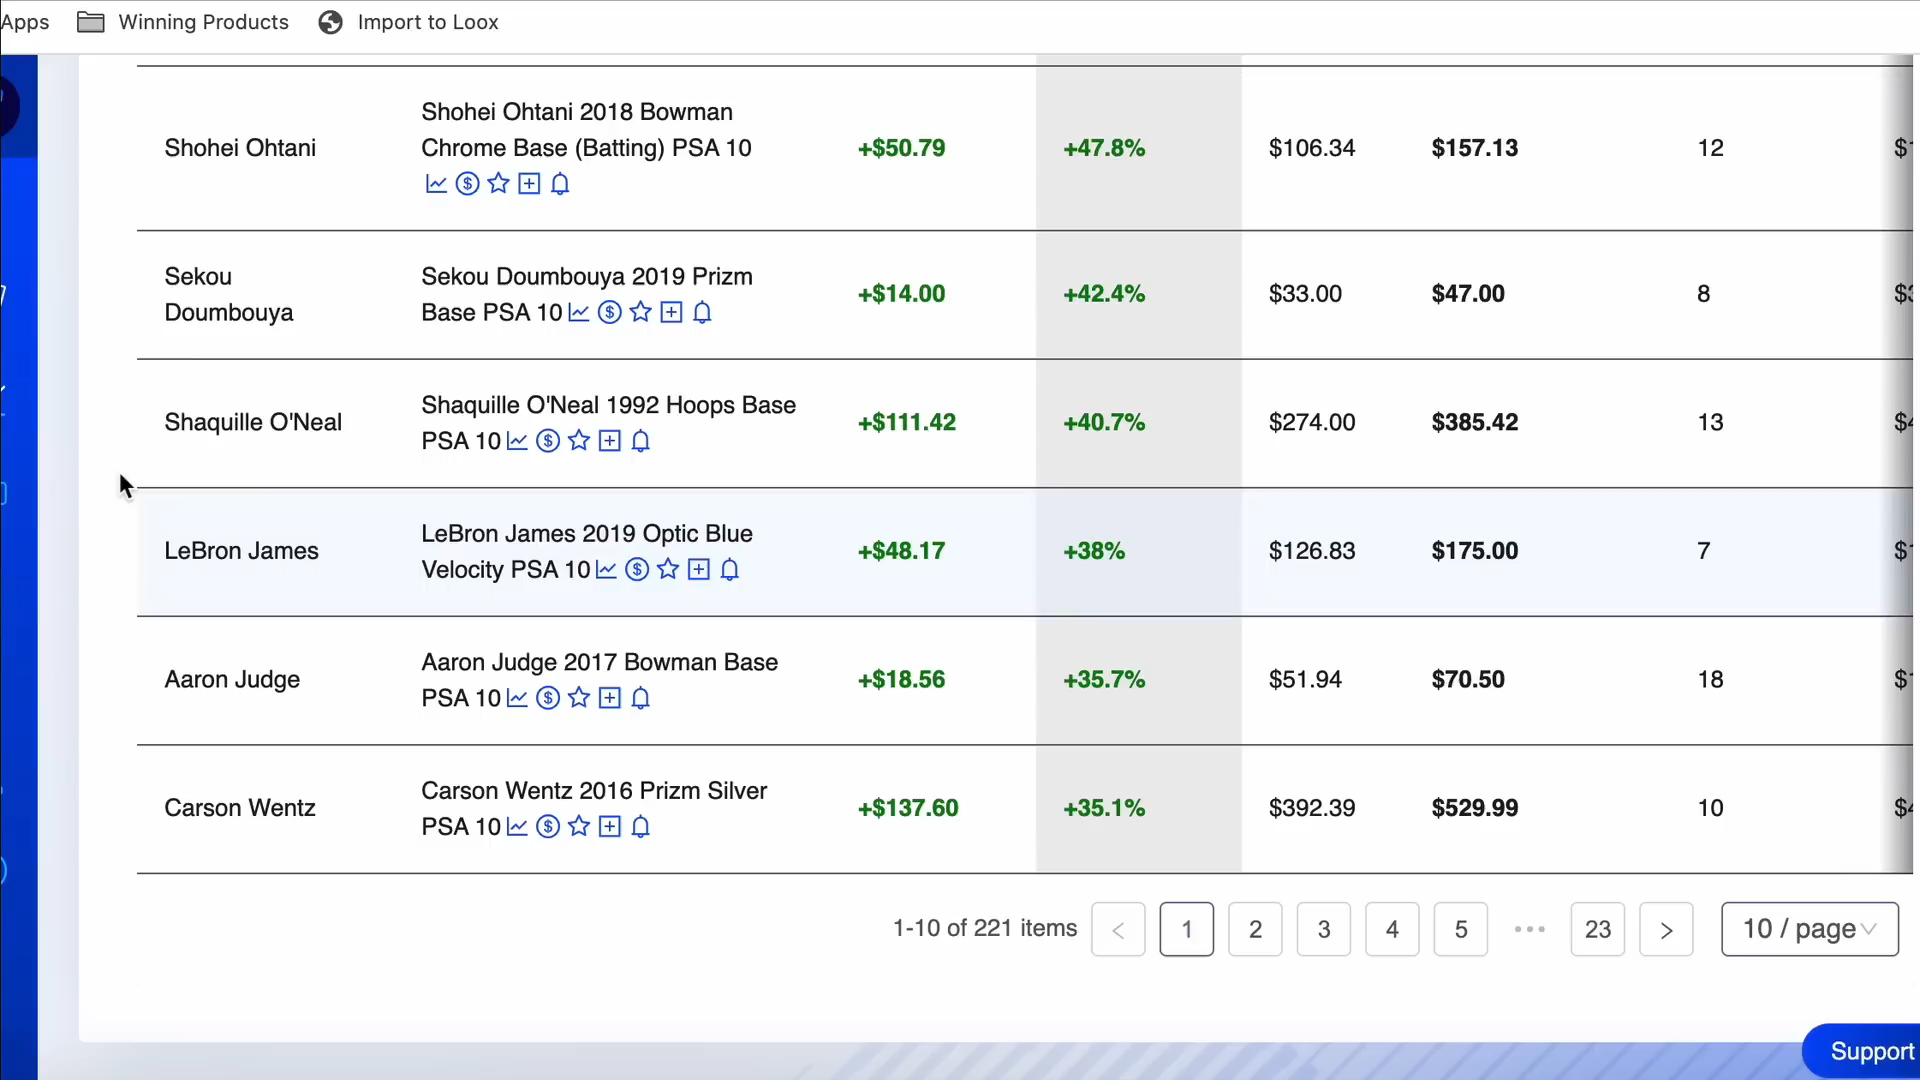 Apps Winning Products Import to Loox
Shohei Ohtani 2018 Bowman
Shohei Ohtani Chrome Base (Batting) PSA 10 +$50.79 +47.8% $106.34 $157.13 12
Sekou Sekou Doumbouya 2019 Prizm
Doumbouya Base PSA 10 +$14.00 +42.4% $33.00 $47.00 8
Shaquille O'Neal 1992 Hoops Base
Shaquille O'Neal PSA 10 +$111.42 +40.7% $274.00 $385.42 13
LeBron James 2019 Optic Blue
LeBron James Velocity PSA 10 +$48.17 +38% $126.83 $175.00 7
Aaron Judge 2017 Bowman Base
Aaron Judge PSA 10 +$18.56 +35.7% $51.94 $70.50 18
Carson Wentz 2016 Prizm Silver
Carson Wentz PSA 10 +$137.60 +35.1% $392.39 $529.99 10
1-10 of 221 items < 1 2 3 4 5 ••• 23 > 10 / page
Support